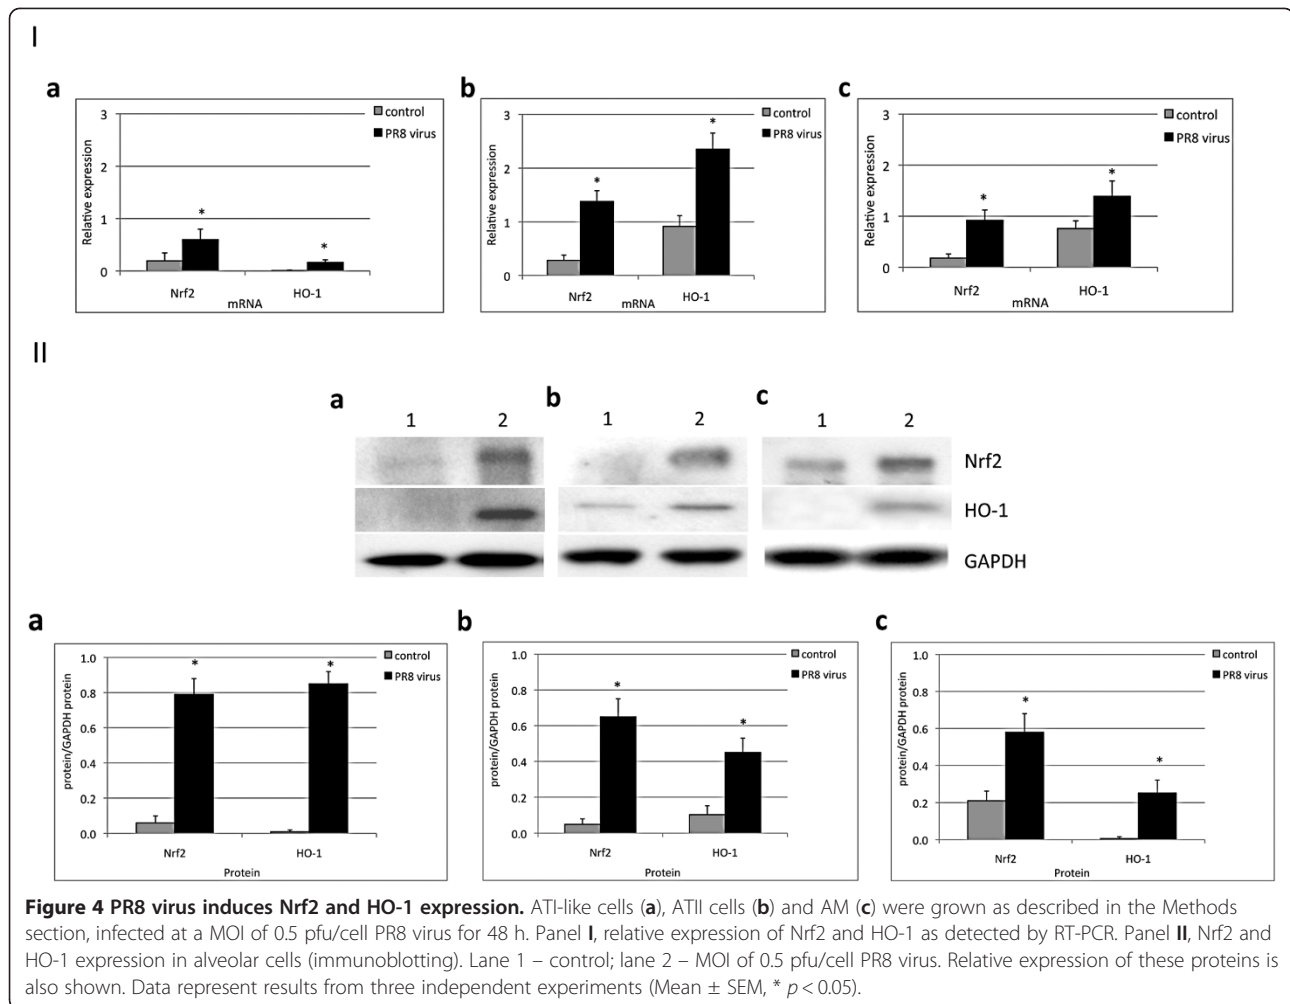 I
a
3
2
1
0
Relative expression
control
PR8 virus
*
*
Nrf2
HO-1
mRNA
b
3
2
1
0
Relative expression
control
PR8 virus
*
*
Nrf2
HO-1
mRNA
c
3
2
1
0
Relative expression
control
PR8 virus
*
*
Nrf2
HO-1
mRNA
II
a
1 2
b
1 2
c
1 2
Nrf2
HO-1
GAPDH
a
1.0
0.8
0.6
0.4
0.2
0.0
protein/GAPDH protein
control
PR8 virus
*
*
Nrf2
HO-1
Protein
b
1.0
0.8
0.6
0.4
0.2
0.0
protein/GAPDH protein
control
PR8 virus
*
*
Nrf2
HO-1
Protein
c
1.0
0.8
0.6
0.4
0.2
0.0
protein/GAPDH protein
control
PR8 virus
*
*
Nrf2
HO-1
Protein
Figure 4 PR8 virus induces Nrf2 and HO-1 expression. ATI-like cells (a), ATII cells (b) and AM (c) were grown as described in the Methods
section, infected at a MOI of 0.5 pfu/cell PR8 virus for 48 h. Panel I, relative expression of Nrf2 and HO-1 as detected by RT-PCR. Panel II, Nrf2 and
HO-1 expression in alveolar cells (immunoblotting). Lane 1 – control; lane 2 – MOI of 0.5 pfu/cell PR8 virus. Relative expression of these proteins is
also shown. Data represent results from three independent experiments (Mean ± SEM, * p < 0.05).